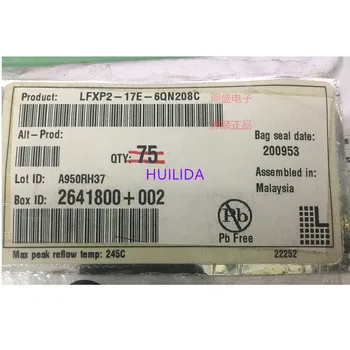 Product: LFXP2-17E-6QN208C
Alt-Prod:
QTY: 75
Bag seal date:
200953
Lot ID: A950RH37
HUILIDA
Assembled in:
Malaysia
Box ID: 2641800+002
Pb
Pb Free
Max peak reflow temp: 245C
22252